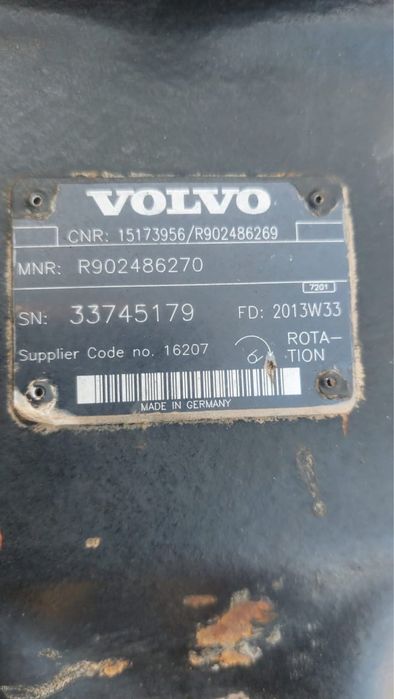 VOLVO
CNR: 15173956/R902486269
MNR: R902486270
7201
SN: 33745179 FD: 2013W33
Supplier Code no. 16207 ROTA-
TION
MADE IN GERMANY